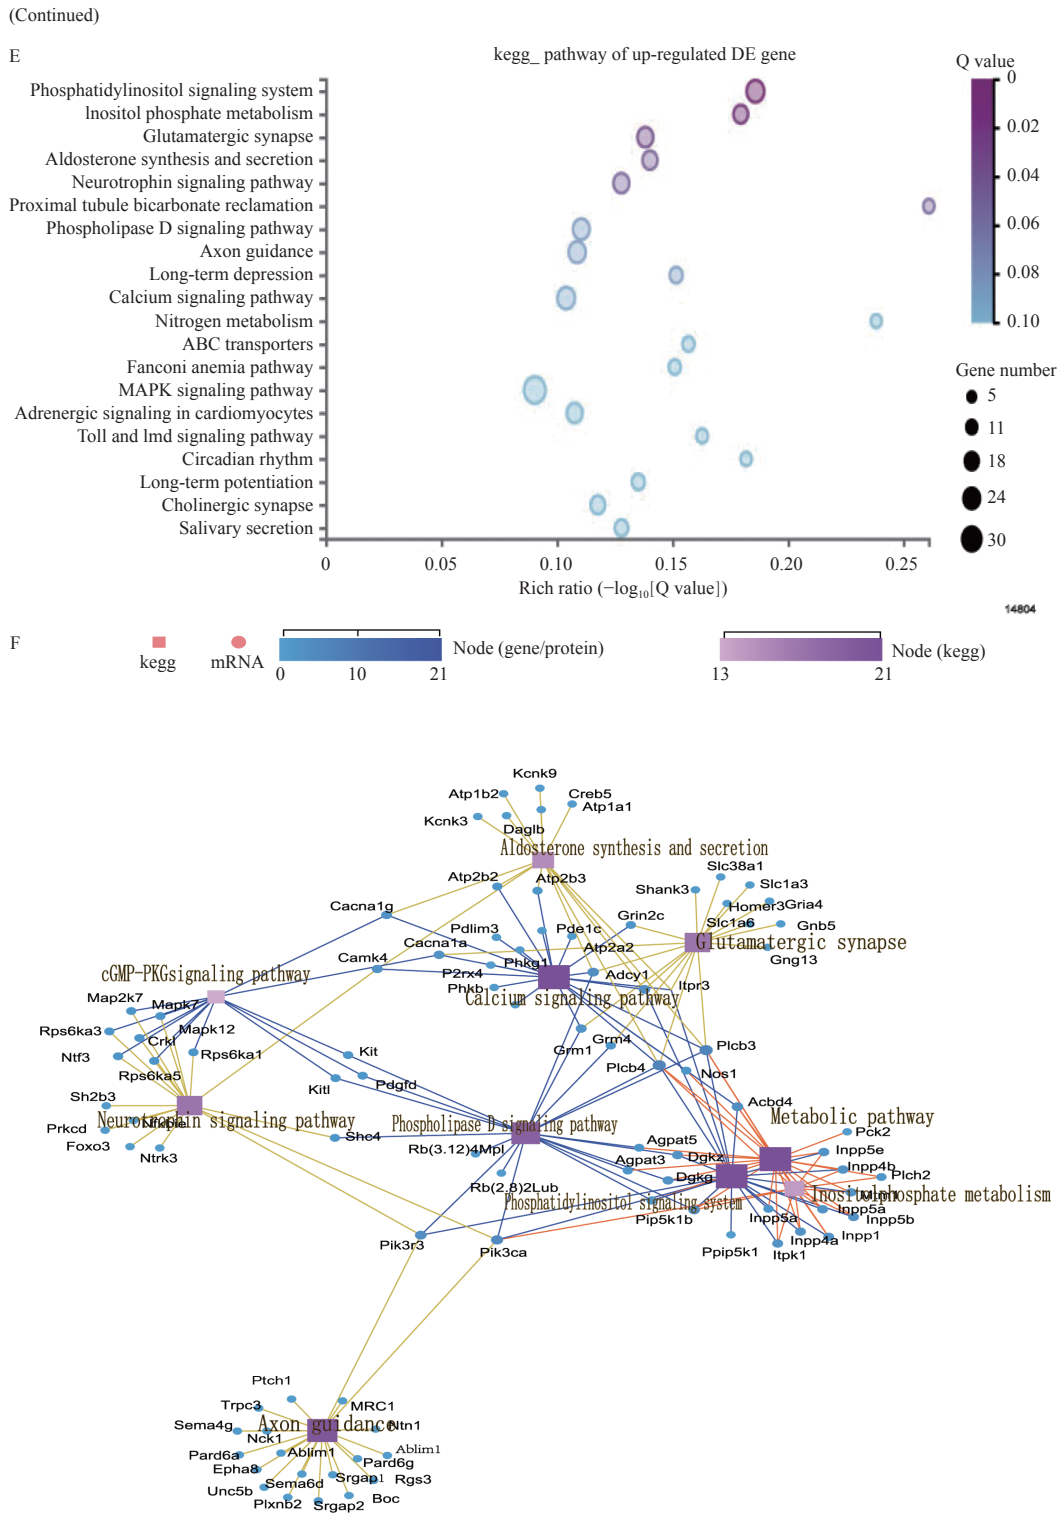 (Continued)
E
kegg_ pathway of up-regulated DE gene
Phosphatidylinositol signaling system
Inositol phosphate metabolism
Glutamatergic synapse
Aldosterone synthesis and secretion
Neurotrophin signaling pathway
Proximal tubule bicarbonate reclamation
Phospholipase D signaling pathway
Axon guidance
Long-term depression
Calcium signaling pathway
Nitrogen metabolism
ABC transporters
Fanconi anemia pathway
MAPK signaling pathway
Adrenergic signaling in cardiomyocytes
Toll and lmd signaling pathway
Circadian rhythm
Long-term potentiation
Cholinergic synapse
Salivary secretion
0 0.05 0.10 0.15 0.20 0.25
Rich ratio (−log₁₀[Q value])
Q value
0
0.02
0.04
0.06
0.08
0.10
Gene number
5
11
18
24
30
14804
F
kegg mRNA
0 10 21
Node (gene/protein)
13 21
Node (kegg)
Kcnk9
Atp1b2
Creb5
Atp1a1
Kcnk3
Daglb
Aldosterone synthesis and secretion
Slc38a1
Atp2b2
Atp2b3
Shank3
Slc1a3
Cacna1g
Homer3
Gria4
Grin2c
Slc1a6
Gnb5
Pdlim3
Pde1c
Cacna1a
Atp2a2
Glutamatergic synapse
Camk4
Phkg1
Gng13
cGMP-PKGsignaling pathway
P2rx4
Adcy1
Itpr3
Phkb
Calcium signaling pathway
Map2k7
Mapk7
Rps6ka3
Crkl
Mapk12
Ntf3
Rps6ka1
Kit
Grm1
Grm4
Plcb3
Rps6ka5
Kitl
Pdgfd
Plcb4
Nos1
Sh2b3
Acbd4
Neurotrophin signaling pathway
Metabolic pathway
Prkcd
Nfkbie
Phospholipase D signaling pathway
Pck2
Foxo3
Shc4
Agpat5
Ntrk3
Rb(3.12)4Mpl
Dgkz
Inpp5e
Agpat3
Inpp4b
Dgkg
Plch2
Rb(2.8)2Lub
Inositolphosphate metabolism
Mtm1
Phosphatidylinositol signaling system
Inpp5a
Pip5k1b
Inpp5a
Inpp5b
Pik3r3
Inpp4a
Inpp1
Pik3ca
Ppip5k1
Itpk1
Ptch1
Trpc3
MRC1
Sema4g
Axon guidance
Ntn1
Nck1
Pard6a
Ablim1
Ablim1
Epha8
Pard6g
Sema6d
Srgap1
Rgs3
Unc5b
Boc
Plxnb2
Srgap2